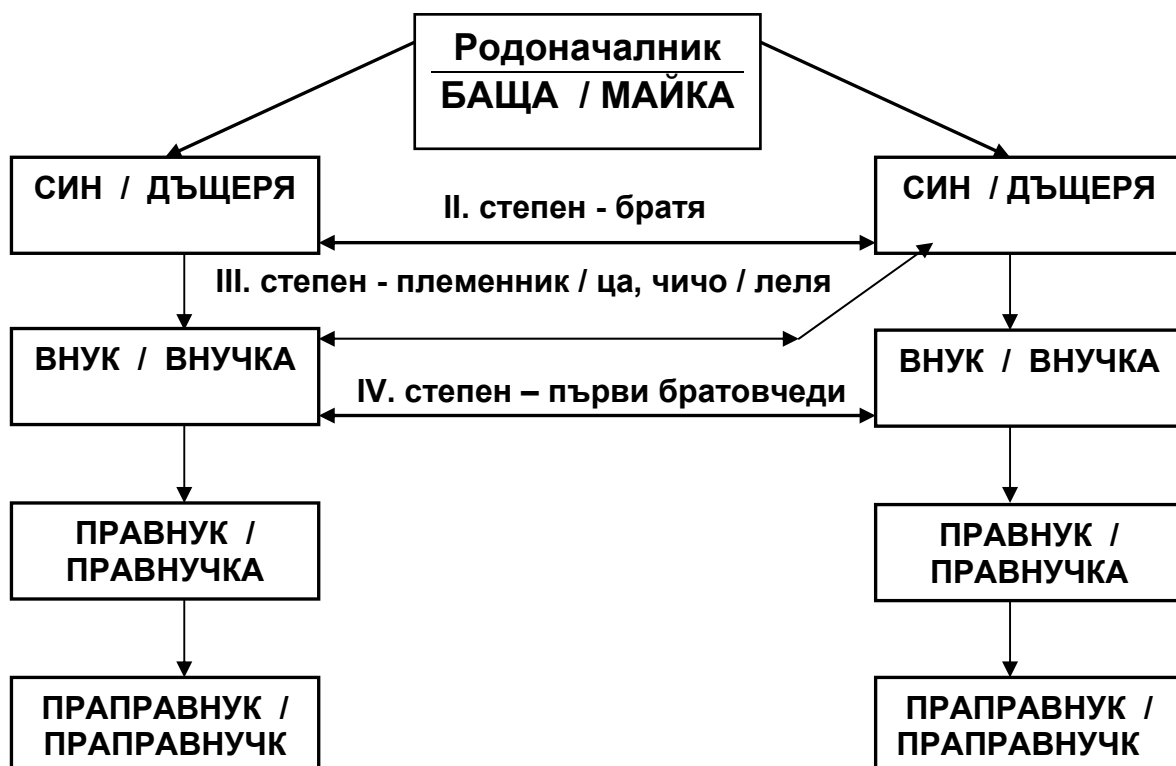 Родоначалник
БАЩА / МАЙКА
СИН / ДЪЩЕРЯ
СИН / ДЪЩЕРЯ
II. степен - братя
III. степен - племенник / ца, чичо / леля
ВНУК / ВНУЧКА
ВНУК / ВНУЧКА
IV. степен – първи братовчеди
ПРАВНУК /
ПРАВНУЧКА
ПРАВНУК /
ПРАВНУЧКА
ПРАПРАВНУК /
ПРАПРАВНУЧК
ПРАПРАВНУК /
ПРАПРАВНУЧК